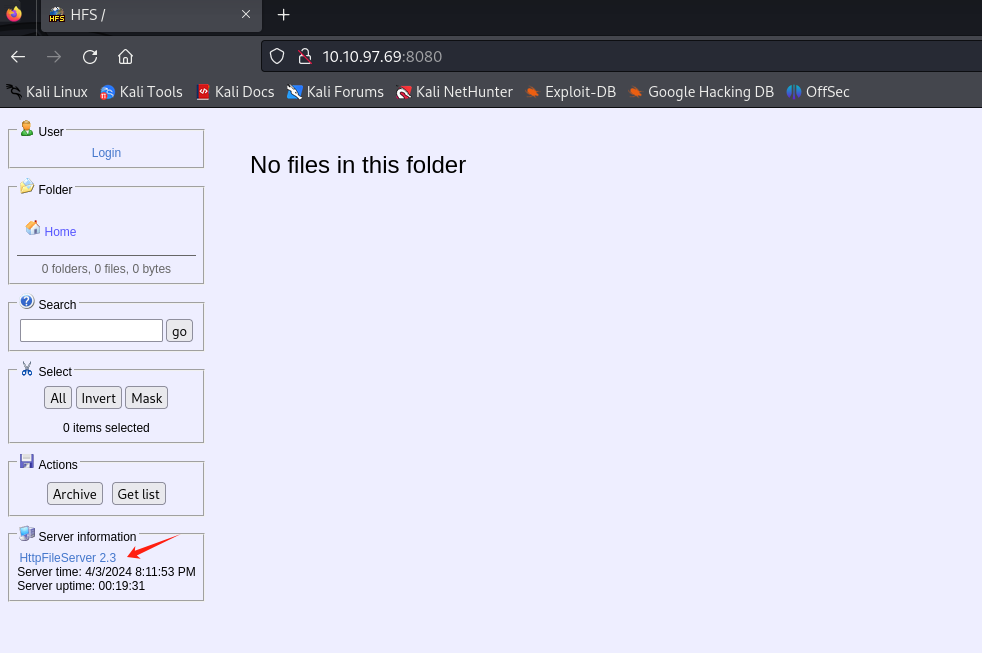 HFS /
10.10.97.69:8080
Kali Linux Kali Tools Kali Docs Kali Forums Kali NetHunter Exploit-DB Google Hacking DB OffSec
User
Login
No files in this folder
Folder
Home
0 folders, 0 files, 0 bytes
Search
go
Select
All Invert Mask
0 items selected
Actions
Archive Get list
Server information
HttpFileServer 2.3
Server time: 4/3/2024 8:11:53 PM
Server uptime: 00:19:31